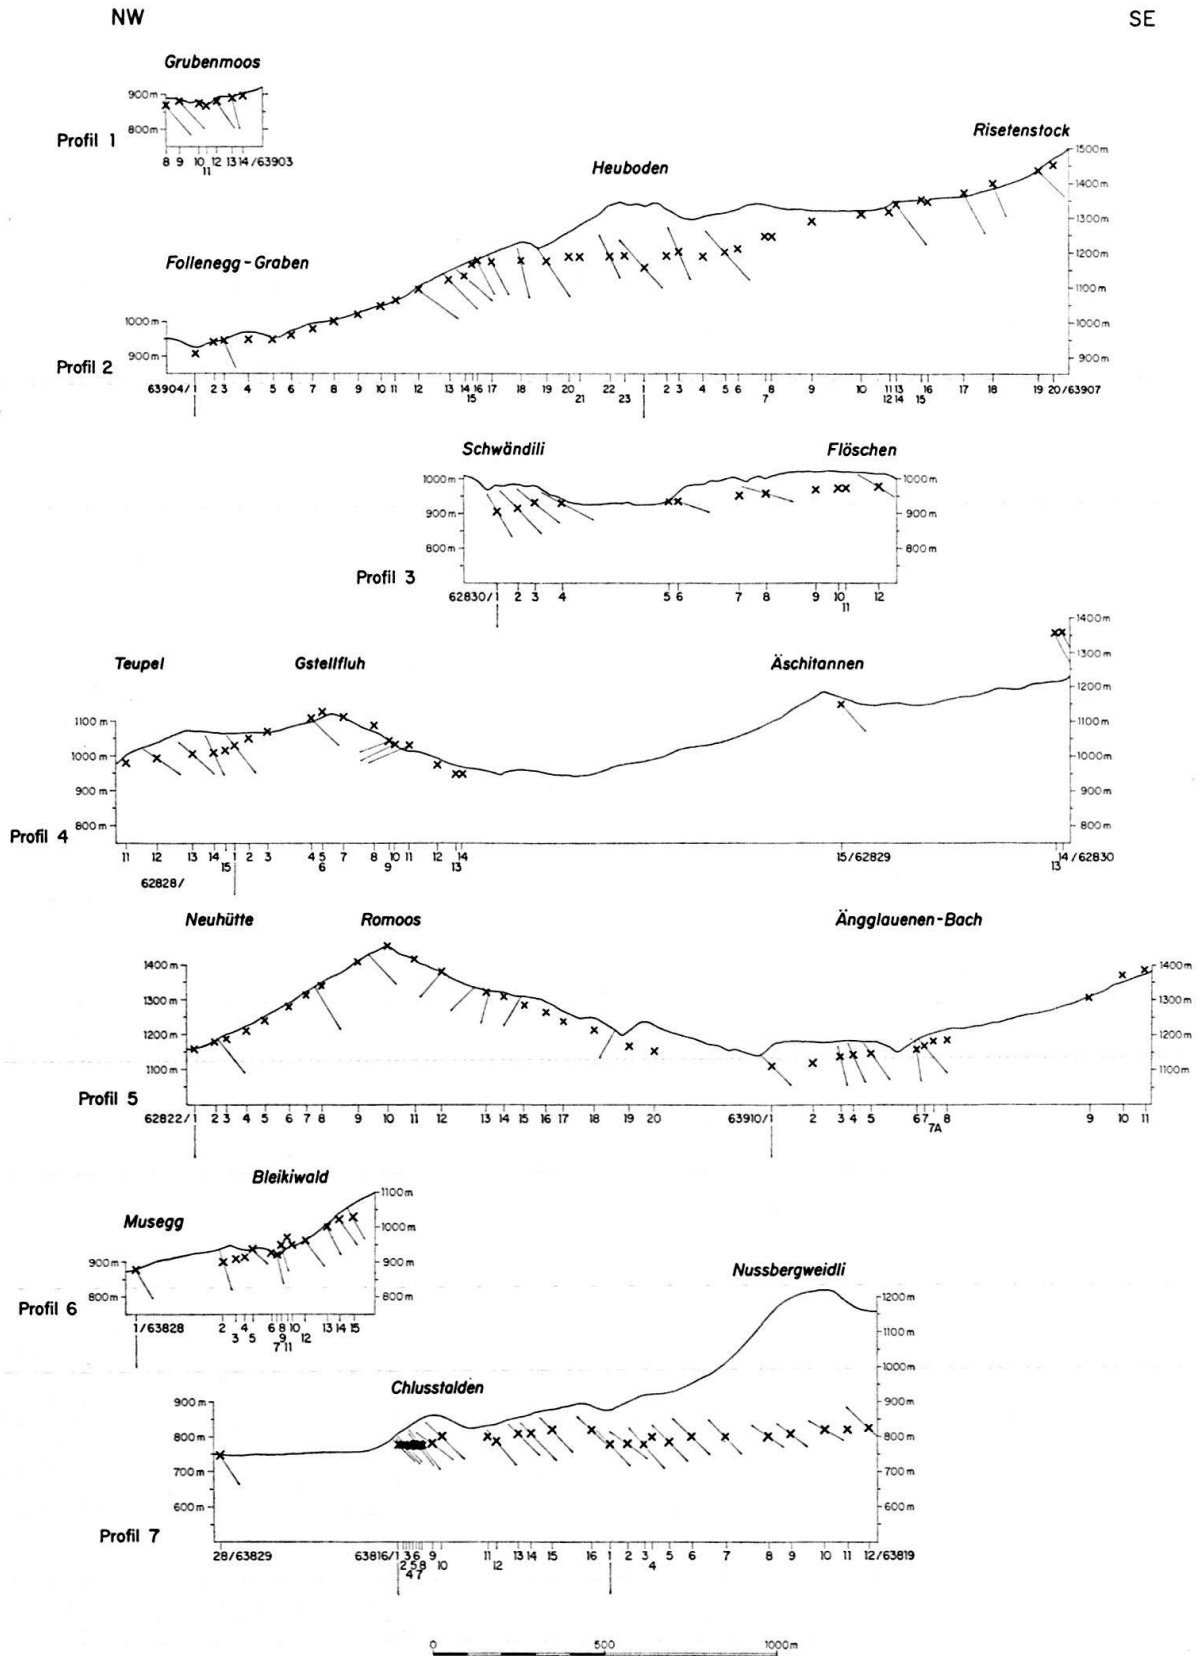 NW SE
Grubenmoos
900m
800m
Profil 1
8 9 10 12 13 14 /63903
11
Risetenstock
1500m
Heuboden
1400m
1300m
Follenegg-Graben
1200m
1100m
1000m 1000m
900m 900m
Profil 2
63904/1 2 3 4 5 6 7 8 9 10 11 12 13 14 16 17 18 19 20 22 1 2 3 4 5 6 8 9 10 11 13 15 16 17 18 19 20/63907
15 21 23 7 12 14 15
Schwändili Flöschen
1000m 1000m
900m 900m
800m 800m
Profil 3
62830/1 2 3 4 5 6 7 8 9 10 12
11
1400m
1300m
Teupel Gstellfluh Äschitannen
1200m
1100m 1100m
1000m 1000m
900m 900m
800m 800m
Profil 4
11 12 13 14 1 2 3 4 5 7 8 10 11 12 14 15/62829 14/62830
15 6 9 13 13
62828/
Neuhütte Romoos Ängglauenen-Bach
1400m 1400m
1300m 1300m
1200m 1200m
1100m 1100m
Profil 5
62822/1 2 3 4 5 6 7 8 9 10 11 12 13 14 15 16 17 18 19 20 63910/1 2 3 4 5 6 7 8 9 10 11
7A
Bleikiwald
1100m
Musegg
1000m
900m 900m
800m 800m
Profil 6
1/63828 2 4 6 8 10 13 14 15
3 5 7 9 11 12
Nussbergweidli
1200m
1100m
1000m
Chlusstalden
900m 900m
800m 800m
700m 700m
600m 600m
Profil 7
28/63829 63816/1 3 6 9 11 13 14 15 16 1 2 3 5 6 7 8 9 10 11 12/63819
2 5 8 10 12 4
4 7
0 500 1000m